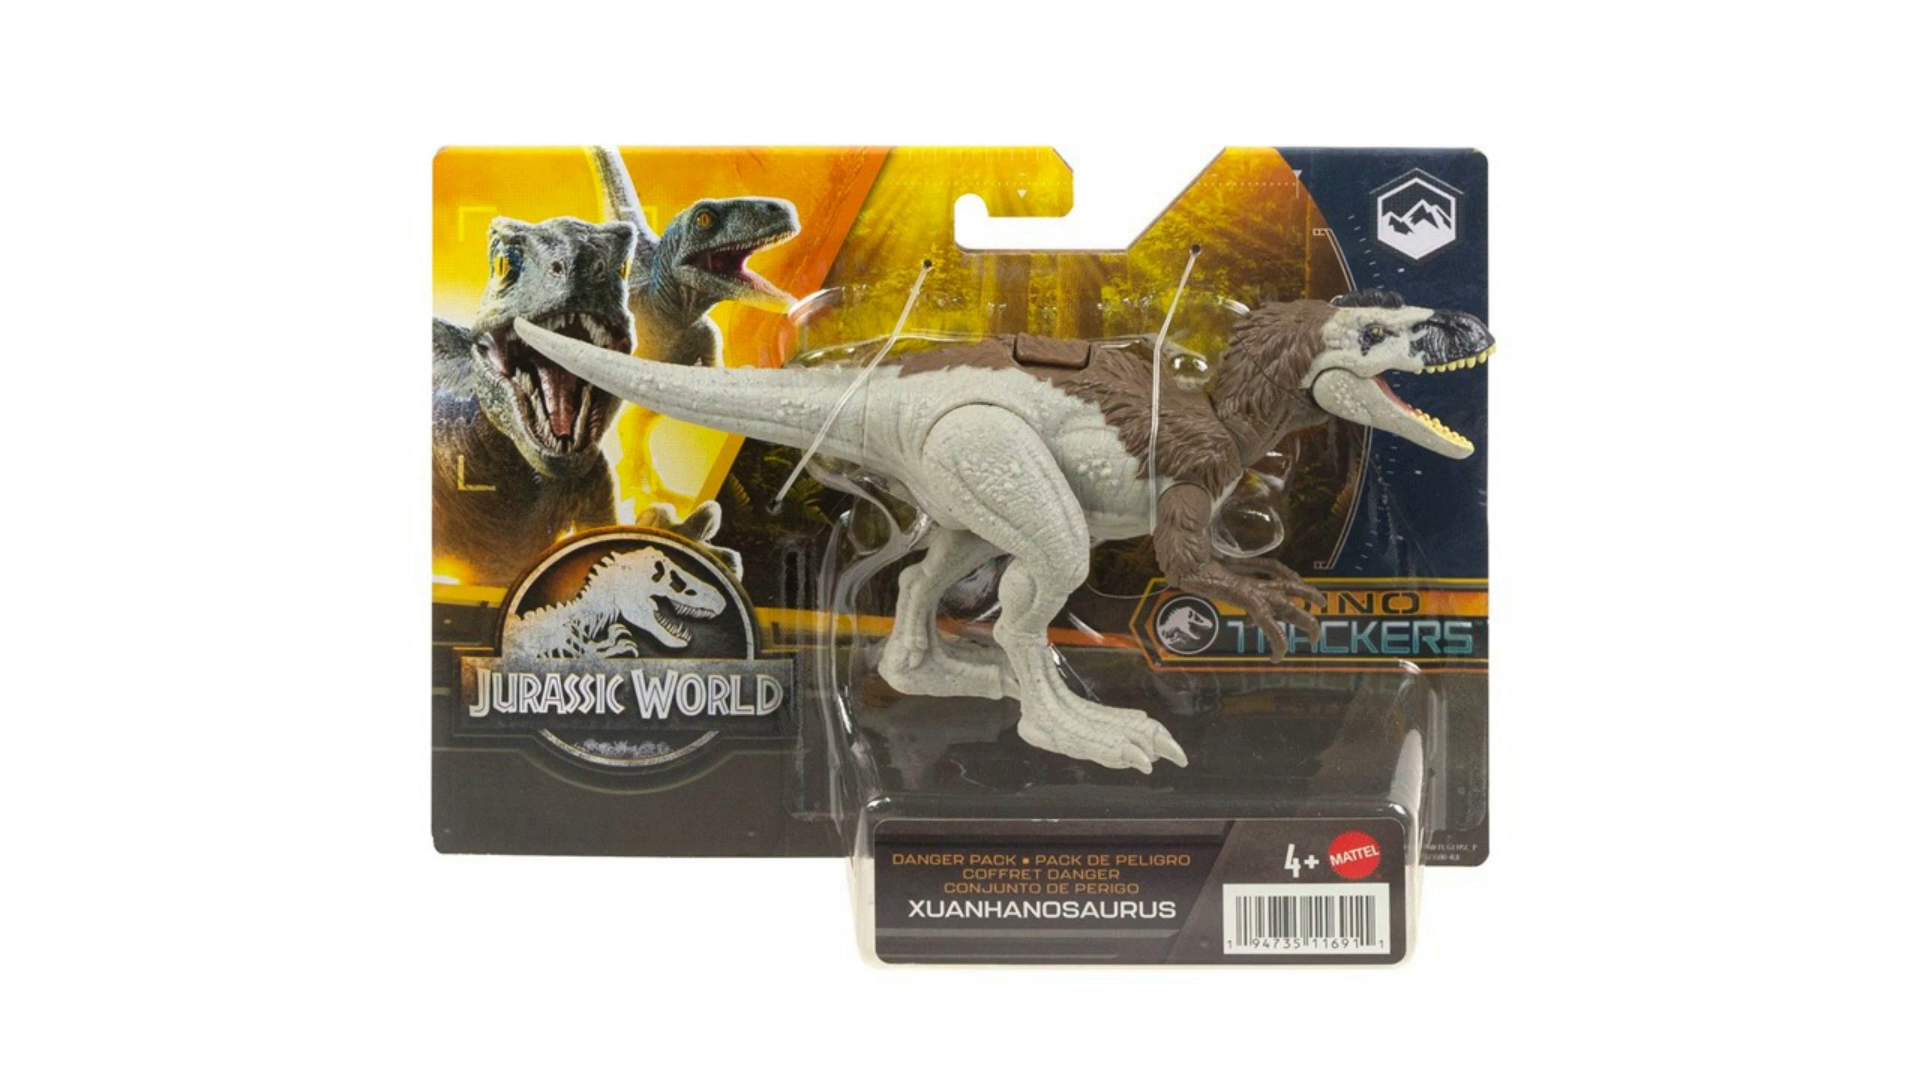 JURASSIC WORLD
DINO
TRACKERS
DANGER PACK • PACK DE PELIGRO
COFFRET DANGER
CONJUNTO DE PERIGO
XUANHANOSAURUS
4+
MATTEL
1 94735 11691 1